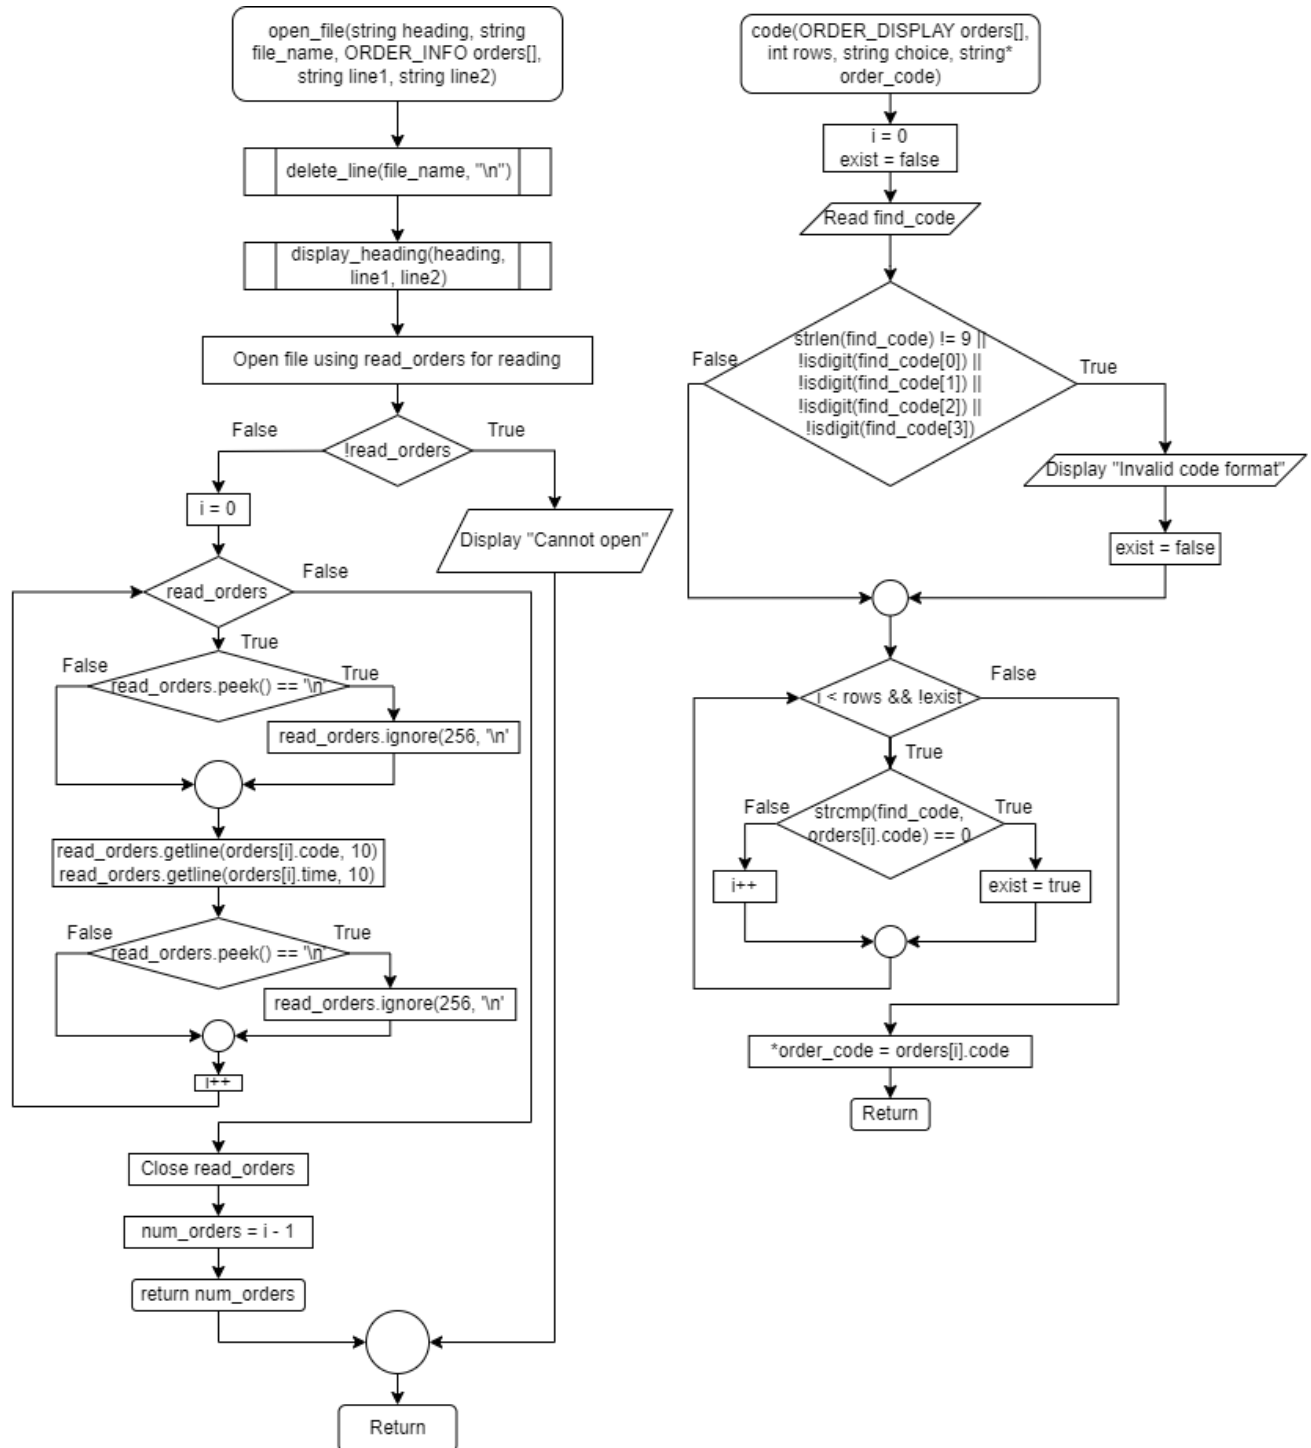 open_file(string heading, string
file_name, ORDER_INFO orders[],
string line1, string line2)
delete_line(file_name, "\n")
display_heading(heading,
line1, line2)
Open file using read_orders for reading
False
True
!read_orders
i = 0
Display "Cannot open"
False
read_orders
True
False
True
read_orders.peek() == '\n'
read_orders.ignore(256, '\n'
read_orders.getline(orders[i].code, 10)
read_orders.getline(orders[i].time, 10)
False
True
read_orders.peek() == '\n'
read_orders.ignore(256, '\n'
i++
Close read_orders
num_orders = i - 1
return num_orders
Return
code(ORDER_DISPLAY orders[],
int rows, string choice, string*
order_code)
i = 0
exist = false
Read find_code
False
True
strlen(find_code) != 9 ||
!isdigit(find_code[0]) ||
!isdigit(find_code[1]) ||
!isdigit(find_code[2]) ||
!isdigit(find_code[3])
Display "Invalid code format"
exist = false
i < rows && !exist
False
True
False
True
strcmp(find_code,
orders[i].code) == 0
i++
exist = true
*order_code = orders[i].code
Return